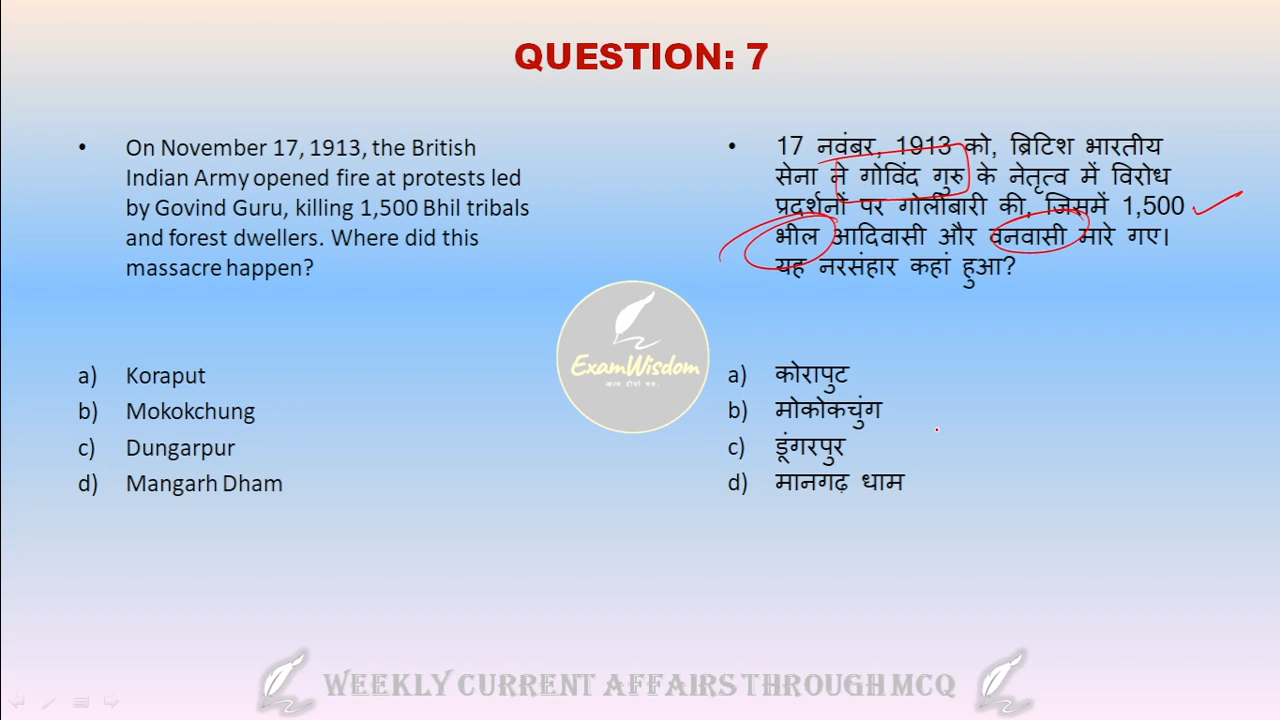 QUESTION: 7
• On November 17, 1913, the British
Indian Army opened fire at protests led
by Govind Guru, killing 1,500 Bhil tribals
and forest dwellers. Where did this
massacre happen?
a) Koraput
b) Mokokchung
c) Dungarpur
d) Mangarh Dham
• 17 नवंबर, 1913 को, ब्रिटिश भारतीय
सेना ने गोविंद गुरु के नेतृत्व में विरोध
प्रदर्शनों पर गोलीबारी की, जिसमें 1,500
भील आदिवासी और वनवासी मारे गए।
यह नरसंहार कहां हुआ?
a) कोरापुट
b) मोकोकचुंग
c) डूंगरपुर
d) मानगढ़ धाम
ExamWisdom
WEEKLY CURRENT AFFAIRS THROUGH MCQ